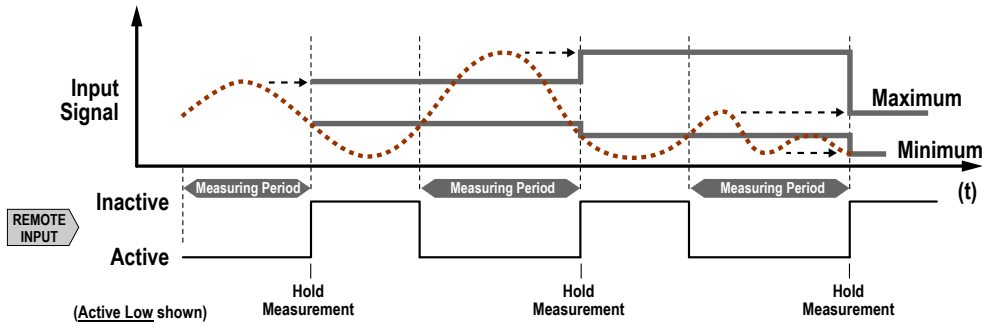 Input
Signal
Maximum
Minimum
(t)
Measuring Period
Measuring Period
Measuring Period
Inactive
REMOTE
INPUT
Active
Hold
Measurement
Hold
Measurement
Hold
Measurement
(Active Low shown)